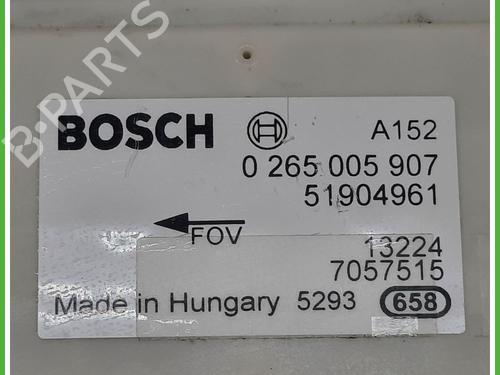 B-PARTS
BOSCH A152
0 265 005 907
51904961
FOV
13224
7057515
Made in Hungary 5293 658